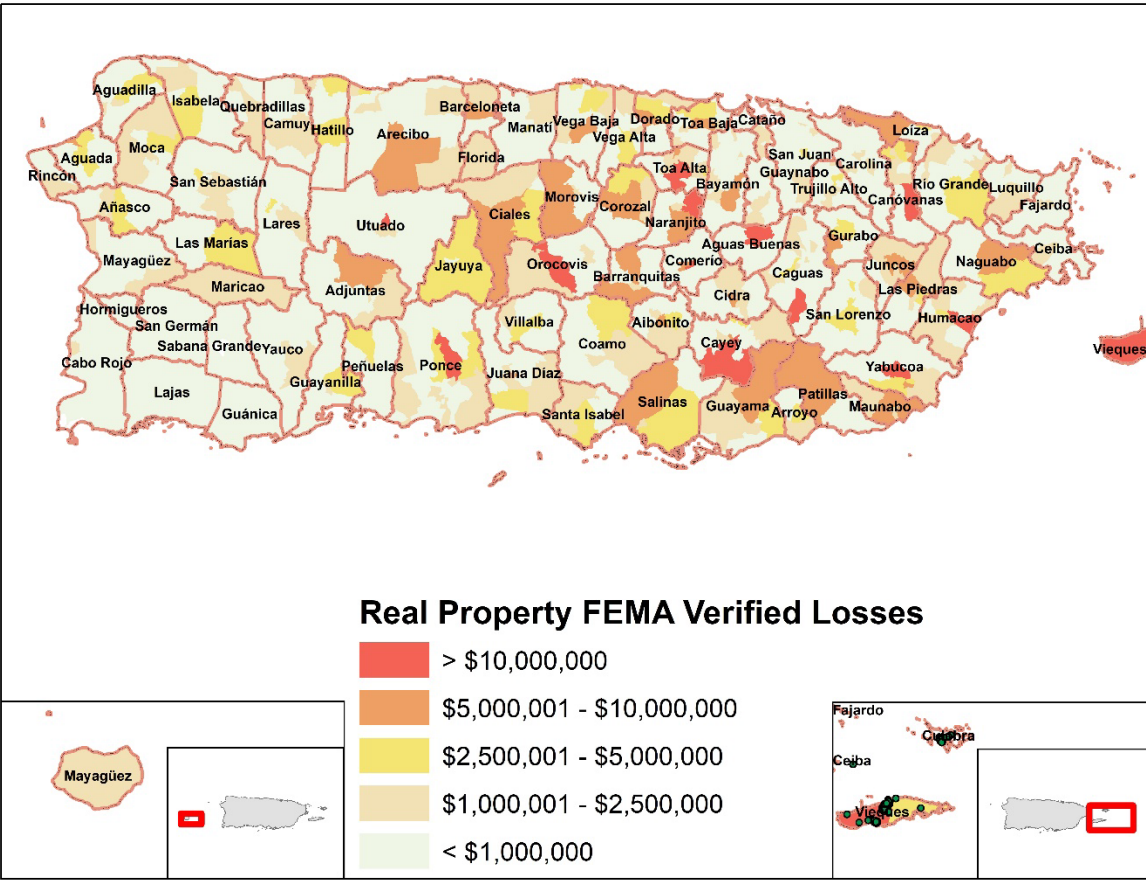 Aguadilla
Isabela
Quebradillas
Camuy
Hatillo
Arecibo
Barceloneta
Manatí
Vega Baja
Vega Alta
Dorado
Toa Baja
Cataño
Loíza
Moca
Aguada
Rincón
San Sebastián
Florida
Toa Alta
Bayamón
San Juan
Guaynabo
Trujillo Alto
Carolina
Canóvanas
Río Grande
Luquillo
Fajardo
Añasco
Lares
Utuado
Ciales
Morovis
Corozal
Naranjito
Las Marías
Mayagüez
Maricao
Adjuntas
Jayuya
Orocovis
Barranquitas
Comerío
Aguas Buenas
Caguas
Gurabo
Juncos
Naguabo
Ceiba
Las Piedras
Hormigueros
San Germán
Sabana Grande
Yauco
Cabo Rojo
Lajas
Guánica
Guayanilla
Peñuelas
Ponce
Juana Díaz
Villalba
Coamo
Aibonito
Cidra
Cayey
San Lorenzo
Humacao
Yabucoa
Vieques
Santa Isabel
Salinas
Guayama
Arroyo
Patillas
Maunabo
Real Property FEMA Verified Losses
> $10,000,000
$5,000,001 - $10,000,000
$2,500,001 - $5,000,000
$1,000,001 - $2,500,000
< $1,000,000
Mayagüez
Fajardo
Culebra
Ceiba
Vieques